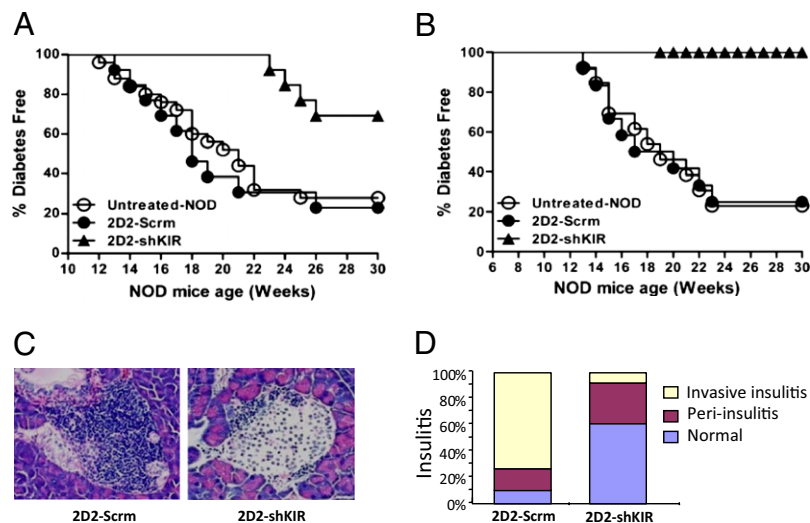 A
% Diabetes Free
100
80
60
40
20
0
Untreated-NOD
2D2-Scrm
2D2-shKIR
10 12 14 16 18 20 22 24 26 28 30
NOD mice age (Weeks)
B
% Diabetes Free
100
80
60
40
20
0
Untreated-NOD
2D2-Scrm
2D2-shKIR
6 8 10 12 14 16 18 20 22 24 26 28 30
NOD mice age (Weeks)
C
2D2-Scrm 2D2-shKIR
D
Insulitis
100%
80%
60%
40%
20%
0%
Invasive insulitis
Peri-insulitis
Normal
2D2-Scrm 2D2-shKIR